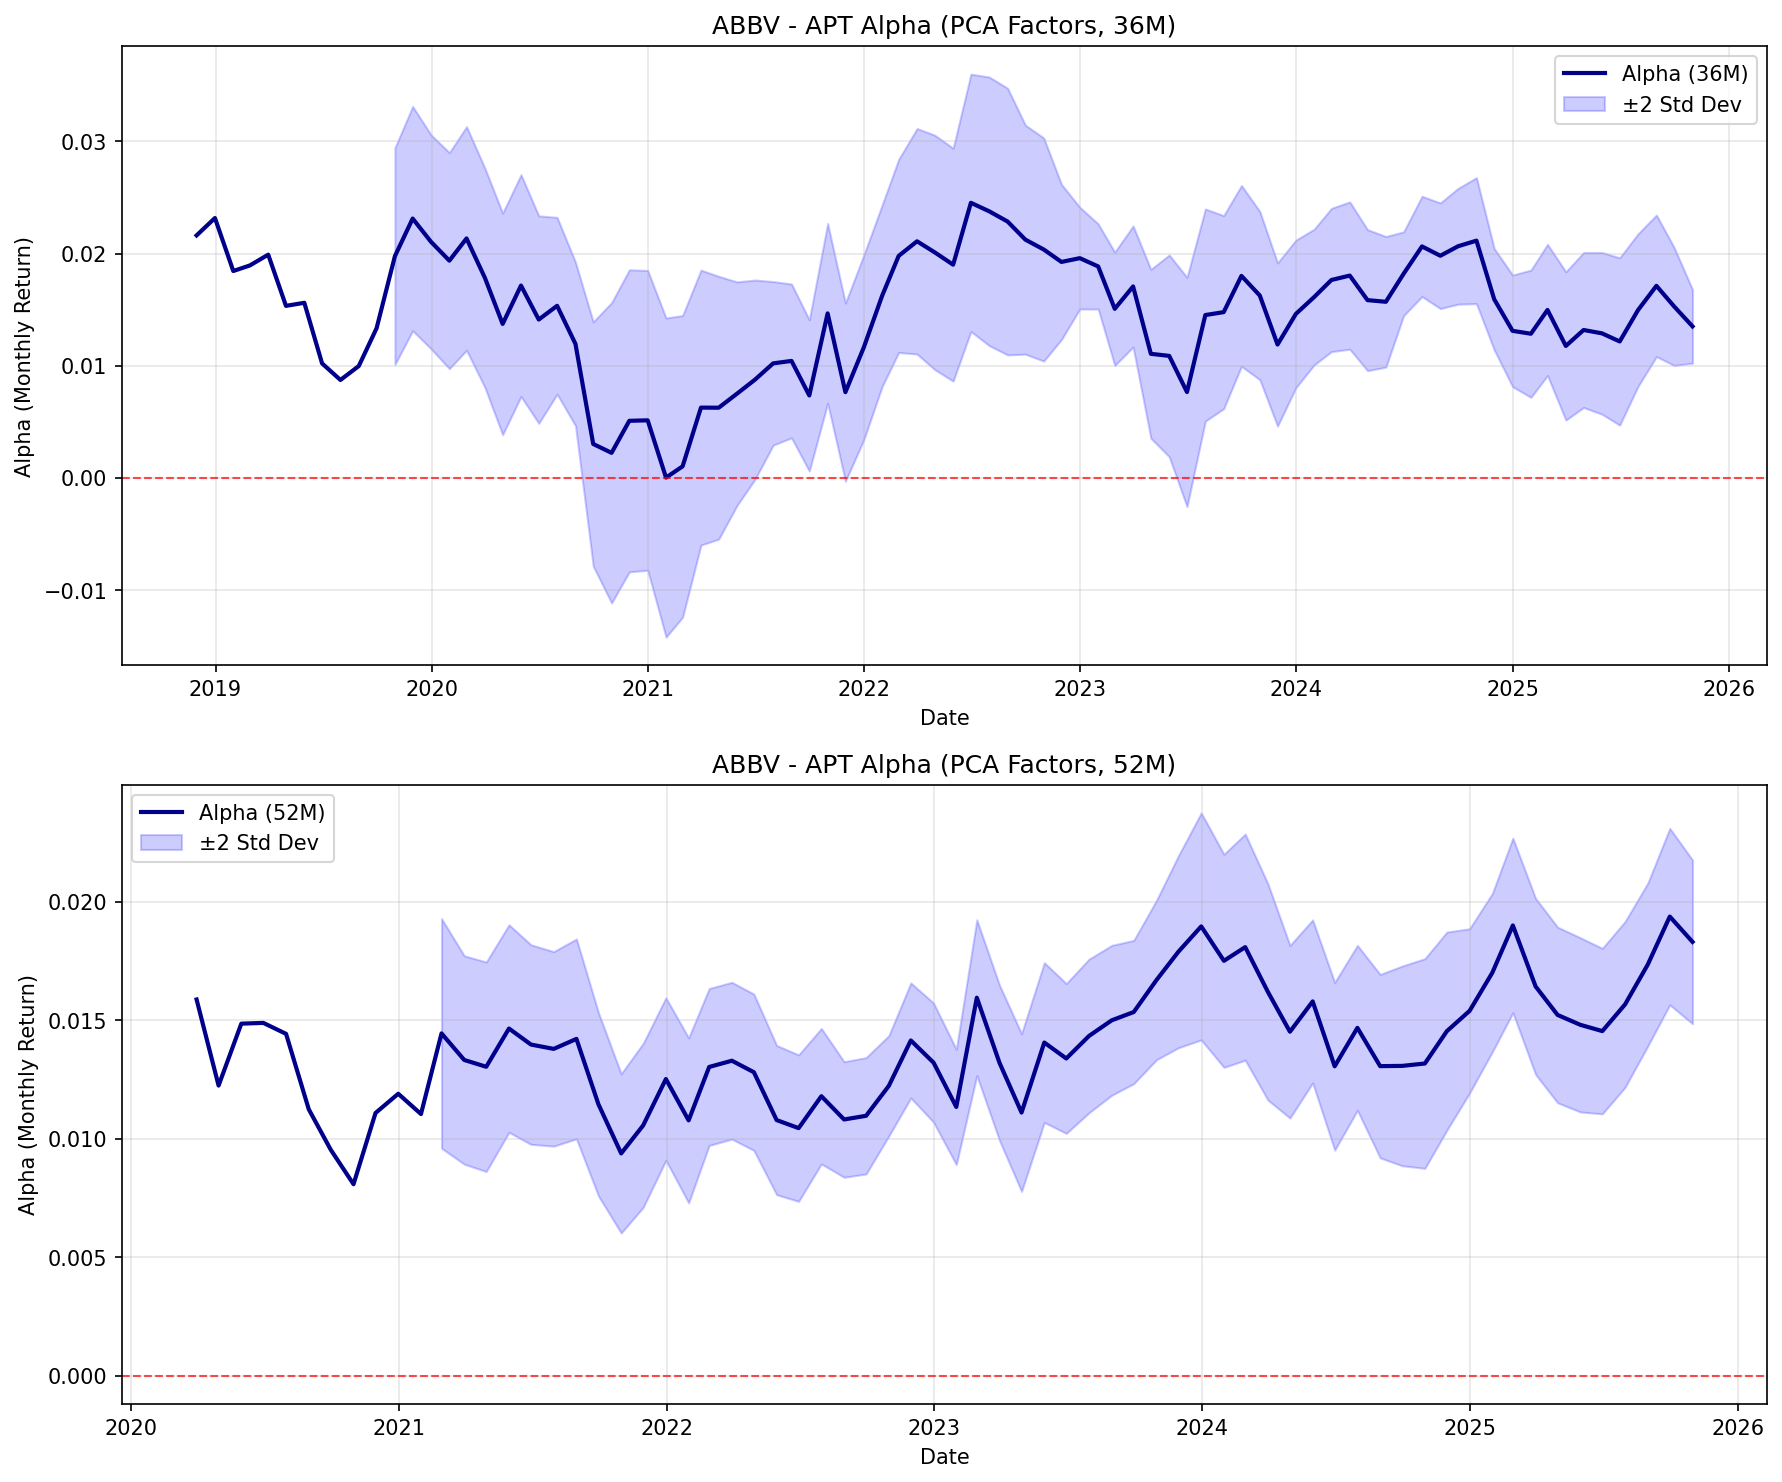 ABBV - APT Alpha (PCA Factors, 36M)
Alpha (36M)
±2 Std Dev
Alpha (Monthly Return)
0.03
0.02
0.01
0.00
−0.01
2019 2020 2021 2022 2023 2024 2025 2026
Date
ABBV - APT Alpha (PCA Factors, 52M)
Alpha (52M)
±2 Std Dev
Alpha (Monthly Return)
0.020
0.015
0.010
0.005
0.000
2020 2021 2022 2023 2024 2025 2026
Date